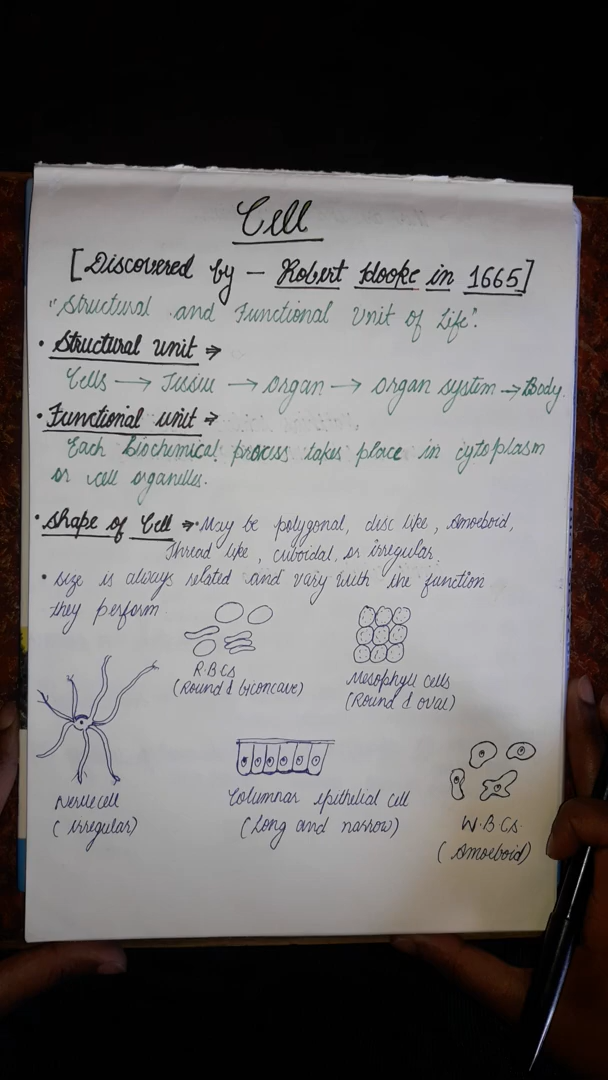 Cell
[Discovered by - Robert Hooke in 1665]
"Structural and Functional Unit of Life".
• Structural unit ⇒
Cells → Tissue → Organ → Organ system → Body.
• Functional unit ⇒
Each Biochemical process takes place in cytoplasm
or cell organelles.
• Shape of Cell ⇒ • May be polygonal, disc like, Amoeboid,
Thread like, cuboidal, or irregular.
• size is always related and vary with the function
they perform
R.B.Cs
(Round & biconcave)
Mesophyll cells
(Round & oval)
Nerve cell
(irregular)
Columnar epithelial cell
(Long and narrow)
W.B.Cs.
(Amoeboid)